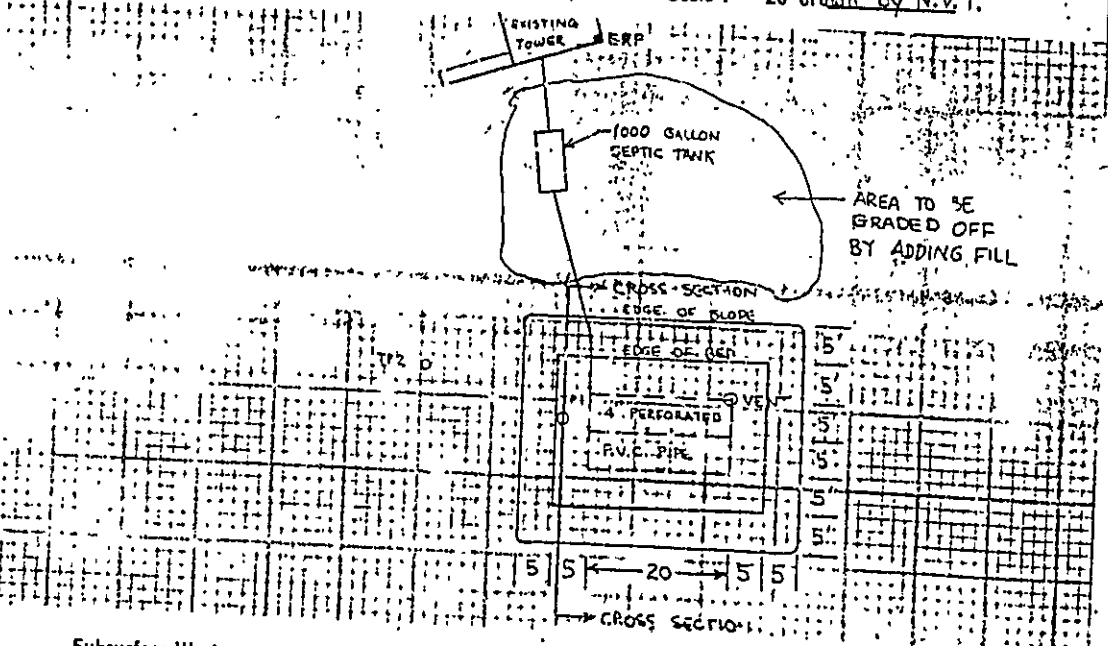 20 drawn by N.V.T.
EXISTING
TOWER
ERP
1000 GALLON
SEPTIC TANK
AREA TO BE
GRADED OFF
BY ADDING FILL
CROSS SECTION
EDGE OF SLOPE
EDGE OF BED
TP2
VENT
4" PERFORATED
P.V.C. PIPE
5'
5'
5'
5'
5'
5'
5 5 20 5 5
CROSS SECTION